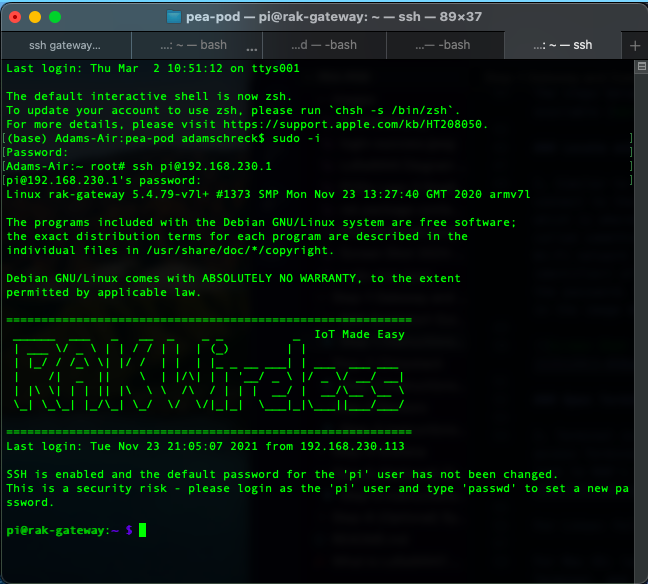 pea-pod — pi@rak-gateway: ~ — ssh — 89×37
ssh gateway... ...: ~ — bash ... ...d — -bash ...— -bash ...: ~ — ssh +
Last login: Thu Mar  2 10:51:12 on ttys001
The default interactive shell is now zsh.
To update your account to use zsh, please run `chsh -s /bin/zsh`.
For more details, please visit https://support.apple.com/kb/HT208050.
[(base) Adams-Air:pea-pod adamschreck$ sudo -i ]
[Password: ]
[Adams-Air:~ root# ssh pi@192.168.230.1 ]
[pi@192.168.230.1's password: ]
Linux rak-gateway 5.4.79-v7l+ #1373 SMP Mon Nov 23 13:27:40 GMT 2020 armv7l
The programs included with the Debian GNU/Linux system are free software;
the exact distribution terms for each program are described in the
individual files in /usr/share/doc/*/copyright.
Debian GNU/Linux comes with ABSOLUTELY NO WARRANTY, to the extent
permitted by applicable law.
==========================================================
IoT Made Easy
RAKWireless
==========================================================
Last login: Tue Nov 23 21:05:07 2021 from 192.168.230.113
SSH is enabled and the default password for the 'pi' user has not been changed.
This is a security risk - please login as the 'pi' user and type 'passwd' to set a new pa
ssword.
pi@rak-gateway:~ $